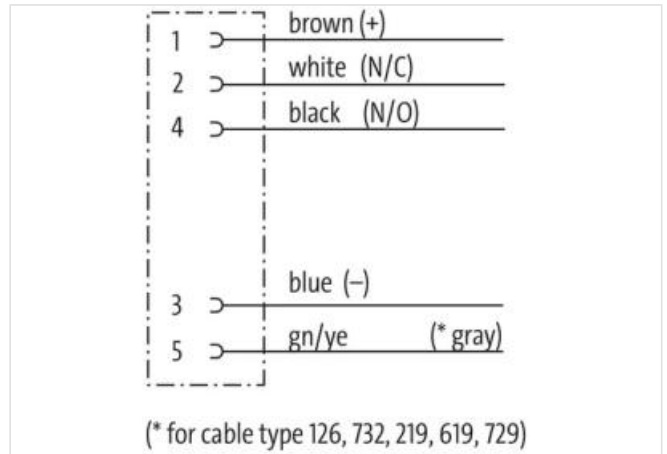 1 brown (+)
2 white (N/C)
4 black (N/O)
3 blue (–)
5 gn/ye (* gray)
(* for cable type 126, 732, 219, 619, 729)